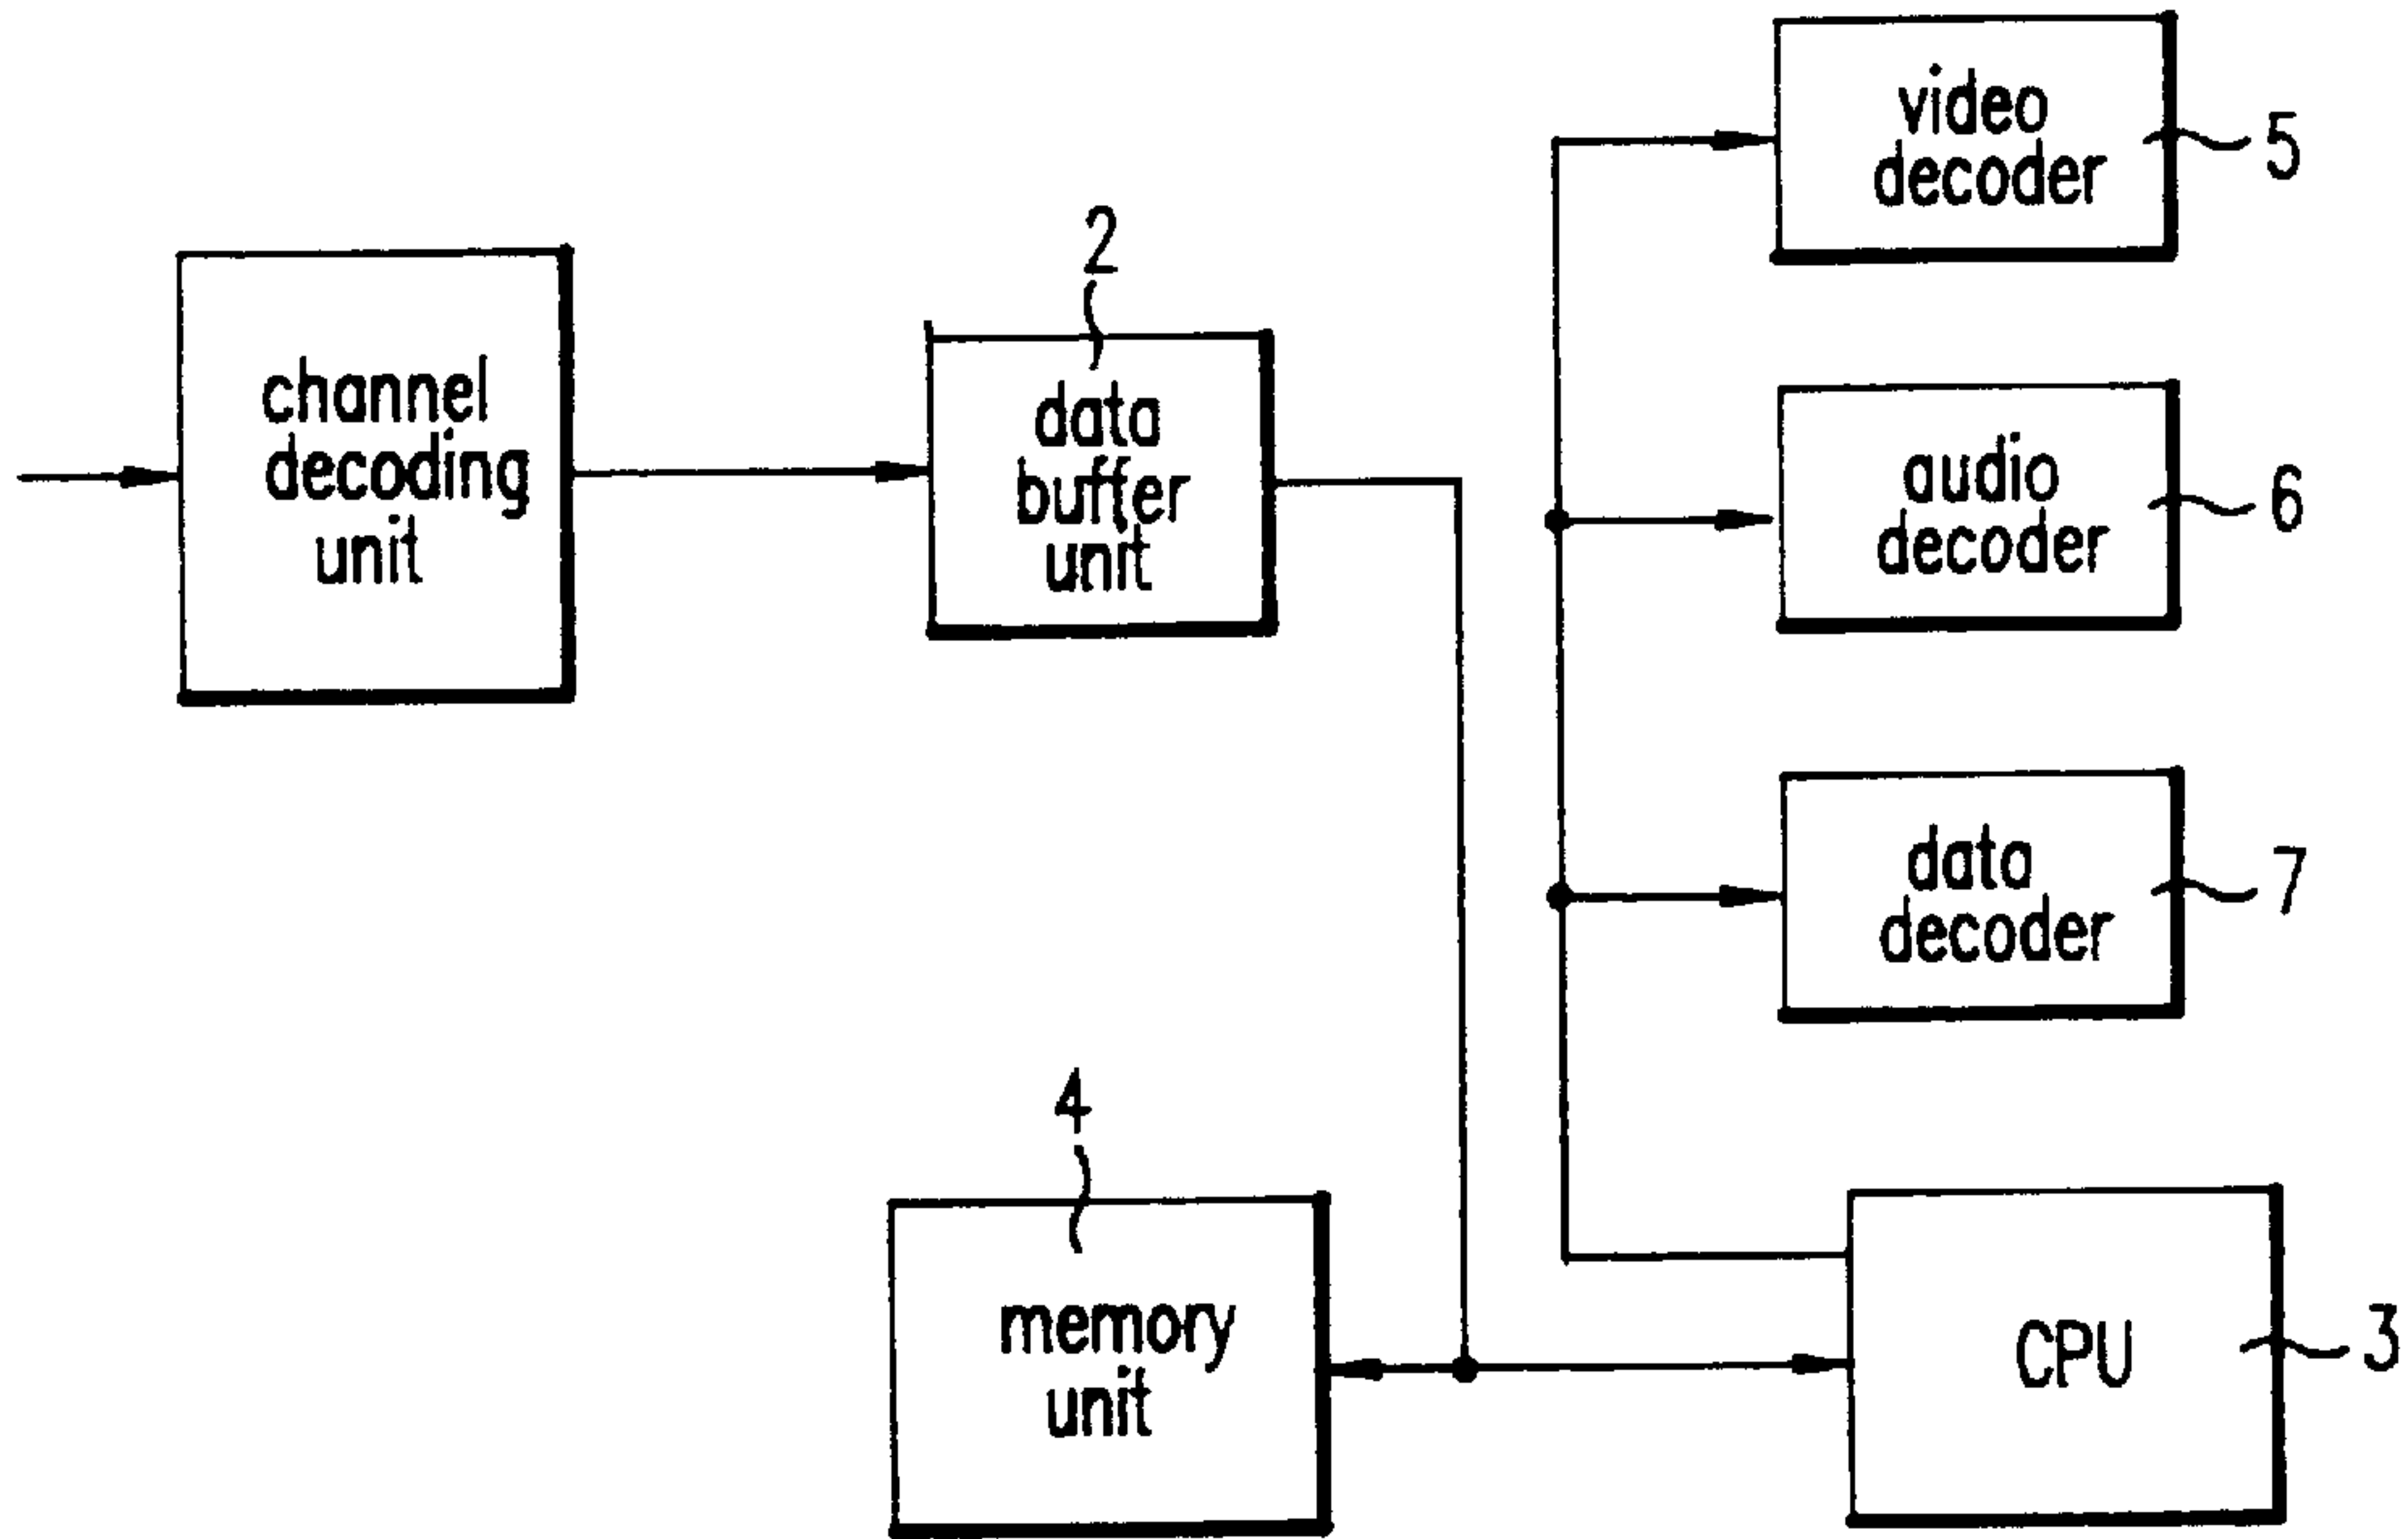 channel
decoding
unit
2
data
buffer
unit
video
decoder
5
audio
decoder
6
data
decoder
7
4
memory
unit
CPU
3